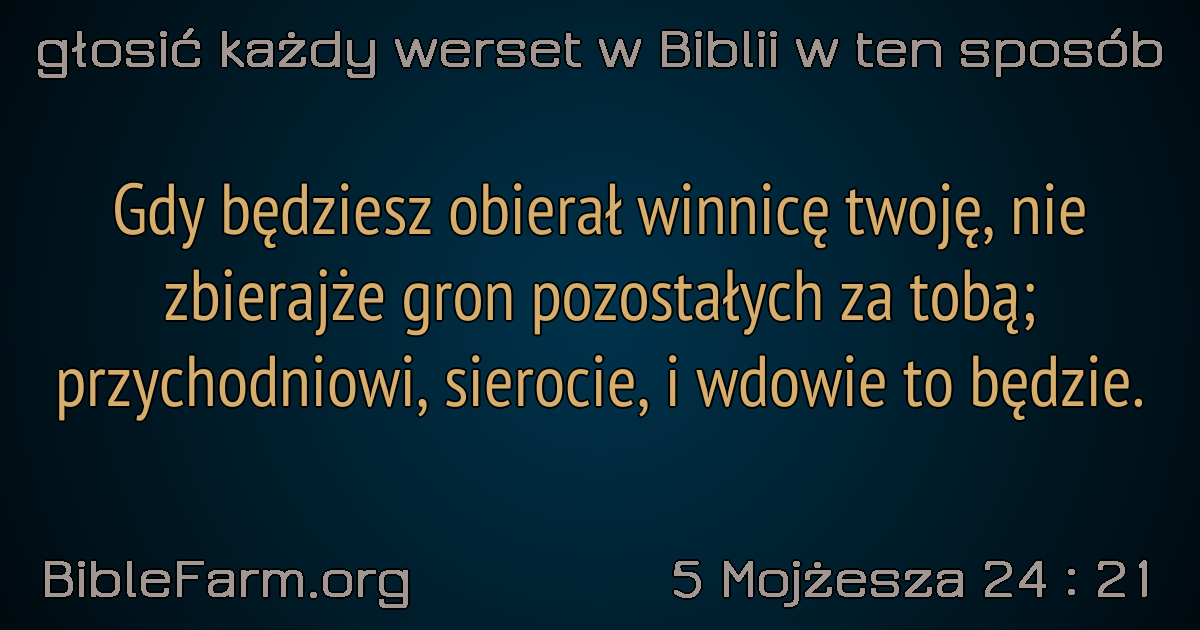 głosić każdy werset w Biblii w ten sposób
Gdy będziesz obierał winnicę twoję, nie
zbierajże gron pozostałych za tobą;
przychodniowi, sierocie, i wdowie to będzie.
BibleFarm.org
5 Mojżesza 24 : 21